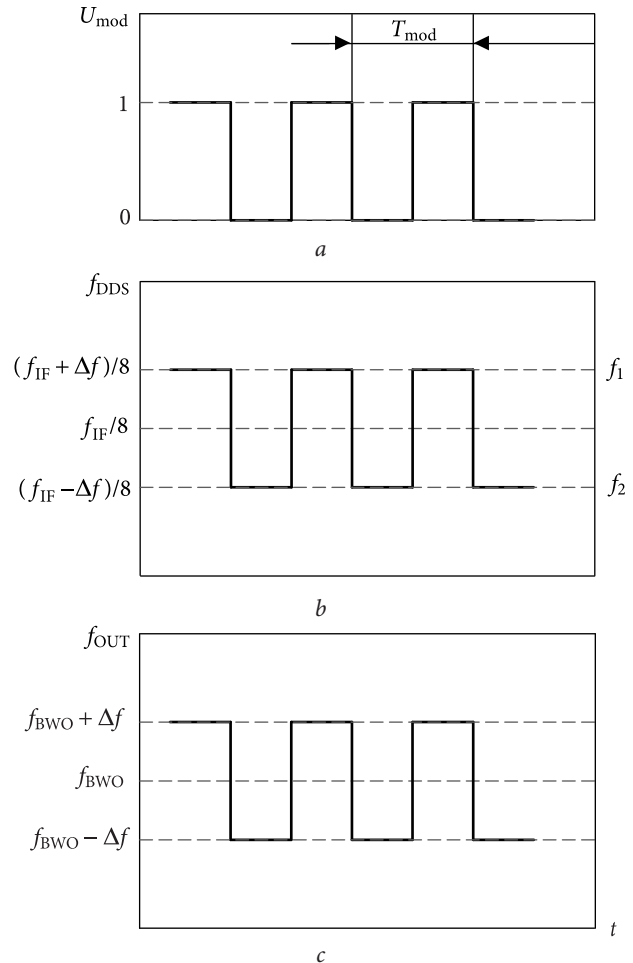 U_mod
T_mod
1
0
a
f_DDS
(f_IF + Δf)/8
f_1
f_IF/8
(f_IF − Δf)/8
f_2
b
f_OUT
f_BWO + Δf
f_BWO
f_BWO − Δf
t
c